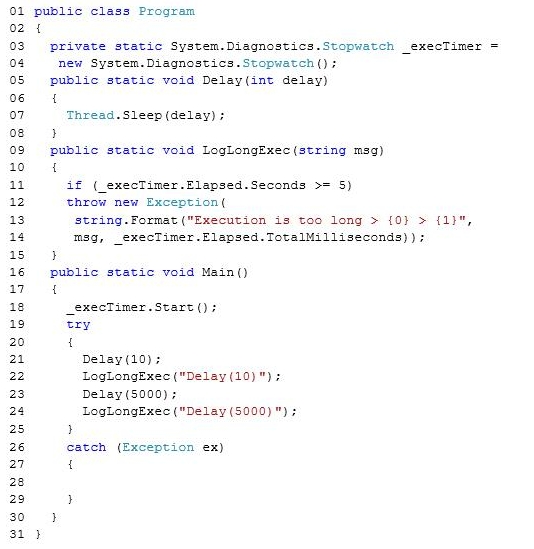 01 public class Program
02 {
03   private static System.Diagnostics.Stopwatch _execTimer =
04    new System.Diagnostics.Stopwatch();
05   public static void Delay(int delay)
06   {
07     Thread.Sleep(delay);
08   }
09   public static void LogLongExec(string msg)
10   {
11     if (_execTimer.Elapsed.Seconds >= 5)
12     throw new Exception(
13      string.Format("Execution is too long > {0} > {1}",
14      msg, _execTimer.Elapsed.TotalMilliseconds));
15   }
16   public static void Main()
17   {
18     _execTimer.Start();
19     try
20     {
21       Delay(10);
22       LogLongExec("Delay(10)");
23       Delay(5000);
24       LogLongExec("Delay(5000)");
25     }
26     catch (Exception ex)
27     {
28
29     }
30   }
31 }